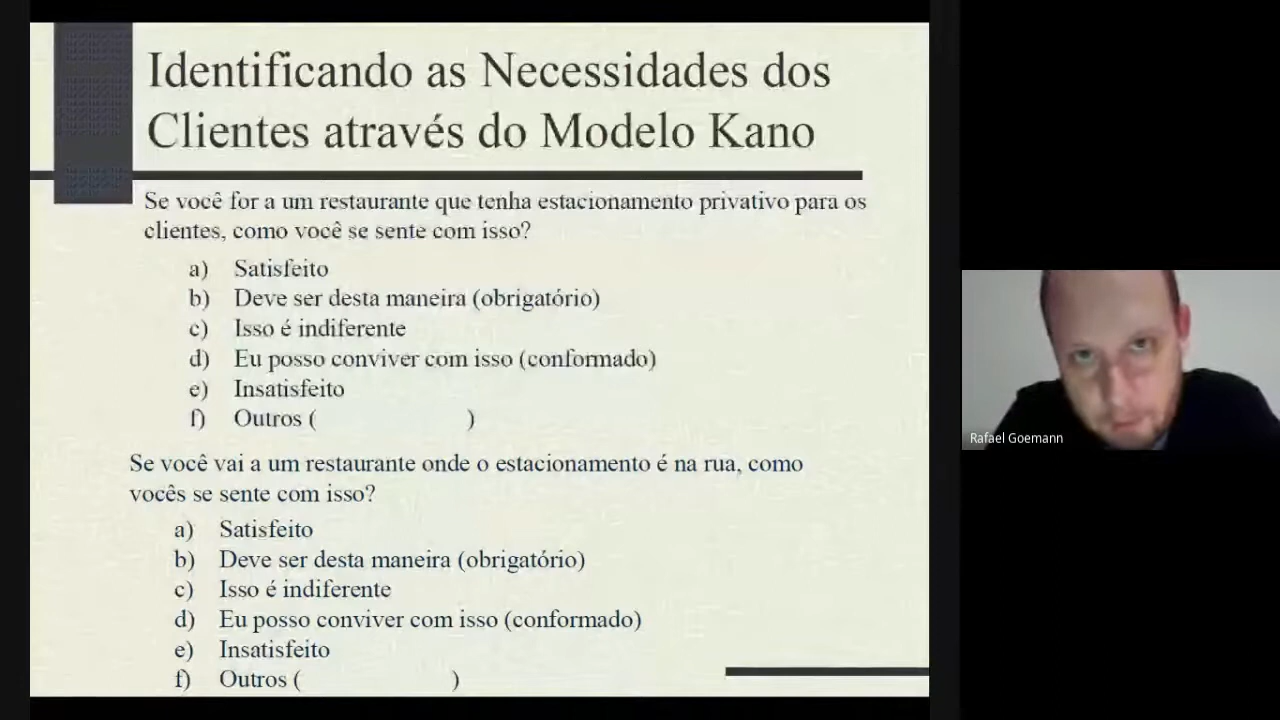 Identificando as Necessidades dos
Clientes através do Modelo Kano
Se você for a um restaurante que tenha estacionamento privativo para os
clientes, como você se sente com isso?
a) Satisfeito
b) Deve ser desta maneira (obrigatório)
c) Isso é indiferente
d) Eu posso conviver com isso (conformado)
e) Insatisfeito
f) Outros ( )
Se você vai a um restaurante onde o estacionamento é na rua, como
vocês se sente com isso?
a) Satisfeito
b) Deve ser desta maneira (obrigatório)
c) Isso é indiferente
d) Eu posso conviver com isso (conformado)
e) Insatisfeito
f) Outros ( )
Rafael Goemann